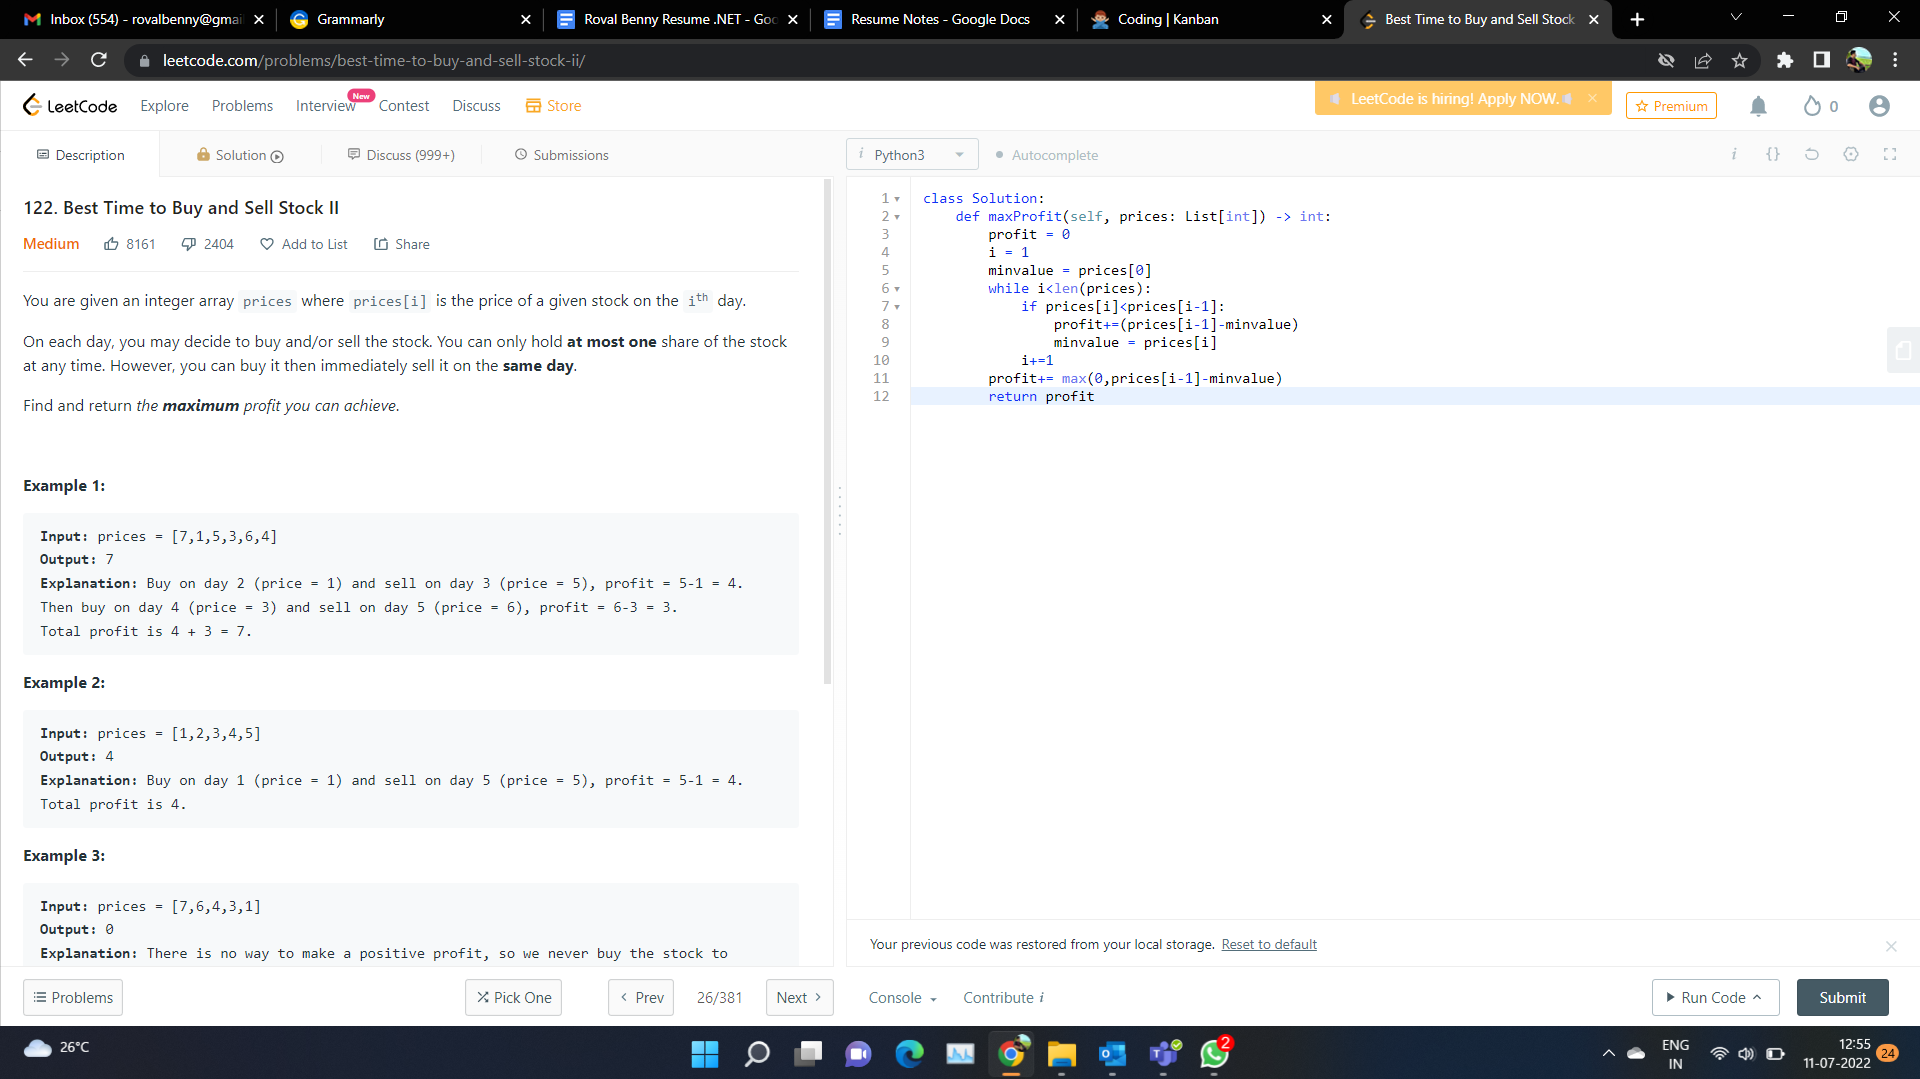 Inbox (554) - rovalbenny@gmai
Grammarly
Roval Benny Resume .NET - Goo
Resume Notes - Google Docs
Coding | Kanban
Best Time to Buy and Sell Stock
leetcode.com/problems/best-time-to-buy-and-sell-stock-ii/
LeetCode
Explore
Problems
Interview
New
Contest
Discuss
Store
LeetCode is hiring! Apply NOW.
Premium
0
Description
Solution
Discuss (999+)
Submissions
i Python3
Autocomplete
i {}
122. Best Time to Buy and Sell Stock II
Medium 8161 2404 Add to List Share
You are given an integer array prices where prices[i] is the price of a given stock on the ith day.
On each day, you may decide to buy and/or sell the stock. You can only hold at most one share of the stock
at any time. However, you can buy it then immediately sell it on the same day.
Find and return the maximum profit you can achieve.
Example 1:
Input: prices = [7,1,5,3,6,4]
Output: 7
Explanation: Buy on day 2 (price = 1) and sell on day 3 (price = 5), profit = 5-1 = 4.
Then buy on day 4 (price = 3) and sell on day 5 (price = 6), profit = 6-3 = 3.
Total profit is 4 + 3 = 7.
Example 2:
Input: prices = [1,2,3,4,5]
Output: 4
Explanation: Buy on day 1 (price = 1) and sell on day 5 (price = 5), profit = 5-1 = 4.
Total profit is 4.
Example 3:
Input: prices = [7,6,4,3,1]
Output: 0
Explanation: There is no way to make a positive profit, so we never buy the stock to
1 class Solution:
2 def maxProfit(self, prices: List[int]) -> int:
3 profit = 0
4 i = 1
5 minvalue = prices[0]
6 while i<len(prices):
7 if prices[i]<prices[i-1]:
8 profit+=(prices[i-1]-minvalue)
9 minvalue = prices[i]
10 i+=1
11 profit+= max(0,prices[i-1]-minvalue)
12 return profit
Your previous code was restored from your local storage. Reset to default
Problems
Pick One
Prev
26/381
Next
Console
Contribute i
Run Code
Submit
26°C
2
ENG
IN
12:55
11-07-2022
24